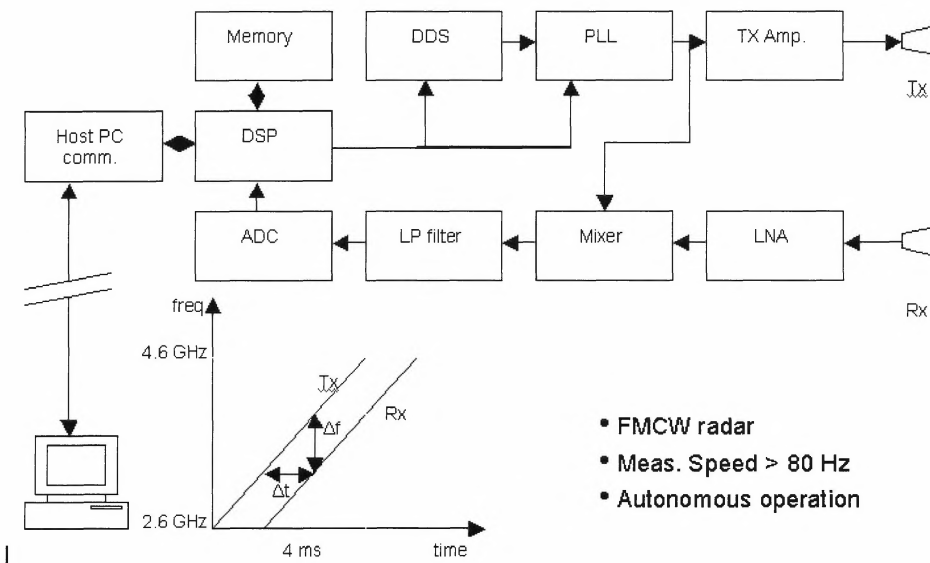 Memory
DDS
PLL
TX Amp.
Tx
Host PC
comm.
DSP
ADC
LP filter
Mixer
LNA
Rx
freq
4.6 GHz
Tx
Rx
Δf
Δt
2.6 GHz
4 ms
time
• FMCW radar
• Meas. Speed > 80 Hz
• Autonomous operation